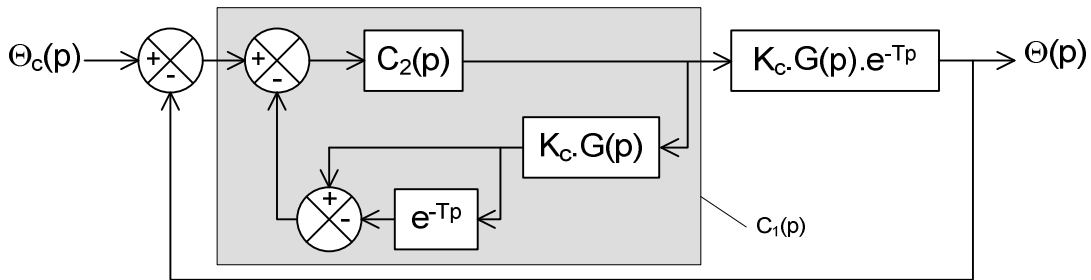 Θc(p)
+
-
+
-
C2(p)
Kc.G(p).e-Tp
Θ(p)
Kc.G(p)
+
-
e-Tp
C1(p)